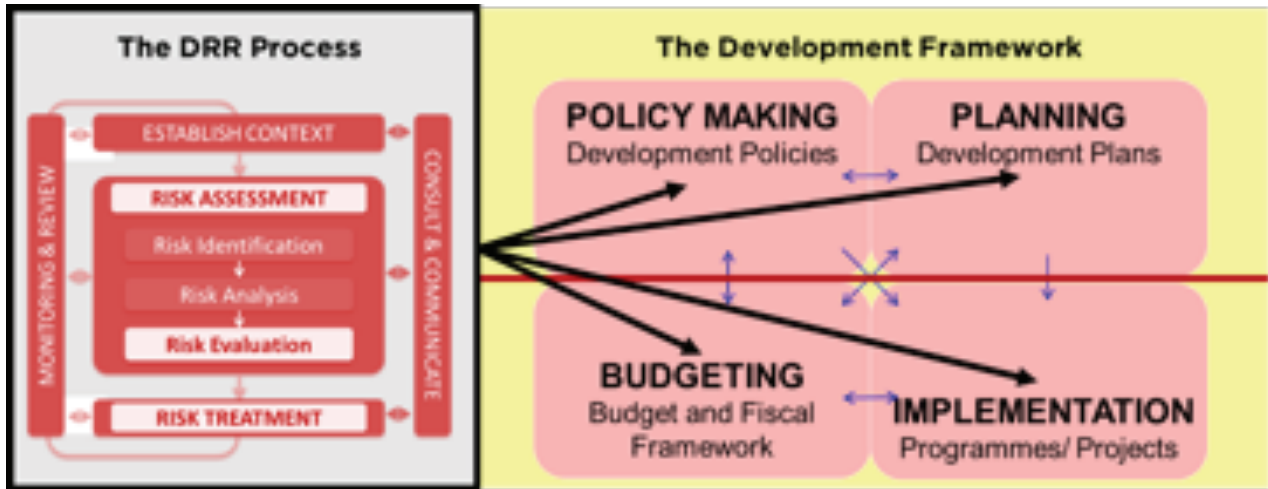 The DRR Process
MONITORING & REVIEW
ESTABLISH CONTEXT
RISK ASSESSMENT
Risk Identification
Risk Analysis
Risk Evaluation
RISK TREATMENT
CONSULT & COMMUNICATE
The Development Framework
POLICY MAKING
Development Policies
PLANNING
Development Plans
BUDGETING
Budget and Fiscal
Framework
IMPLEMENTATION
Programmes/ Projects